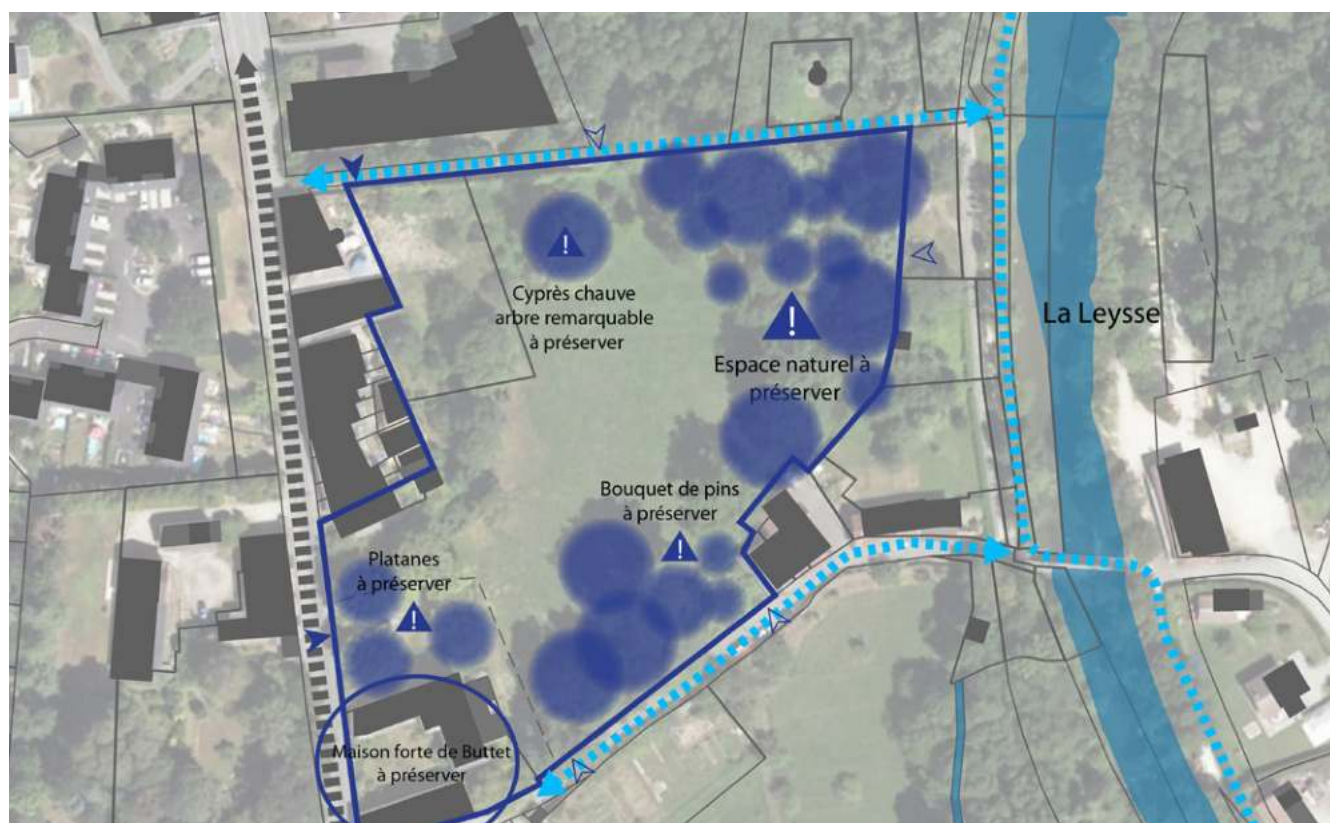 Cyprès chauve
arbre remarquable
à préserver
La Leysse
Espace naturel à
préserver
Bouquet de pins
à préserver
Platanes
à préserver
Maison forte de Buttet
à préserver